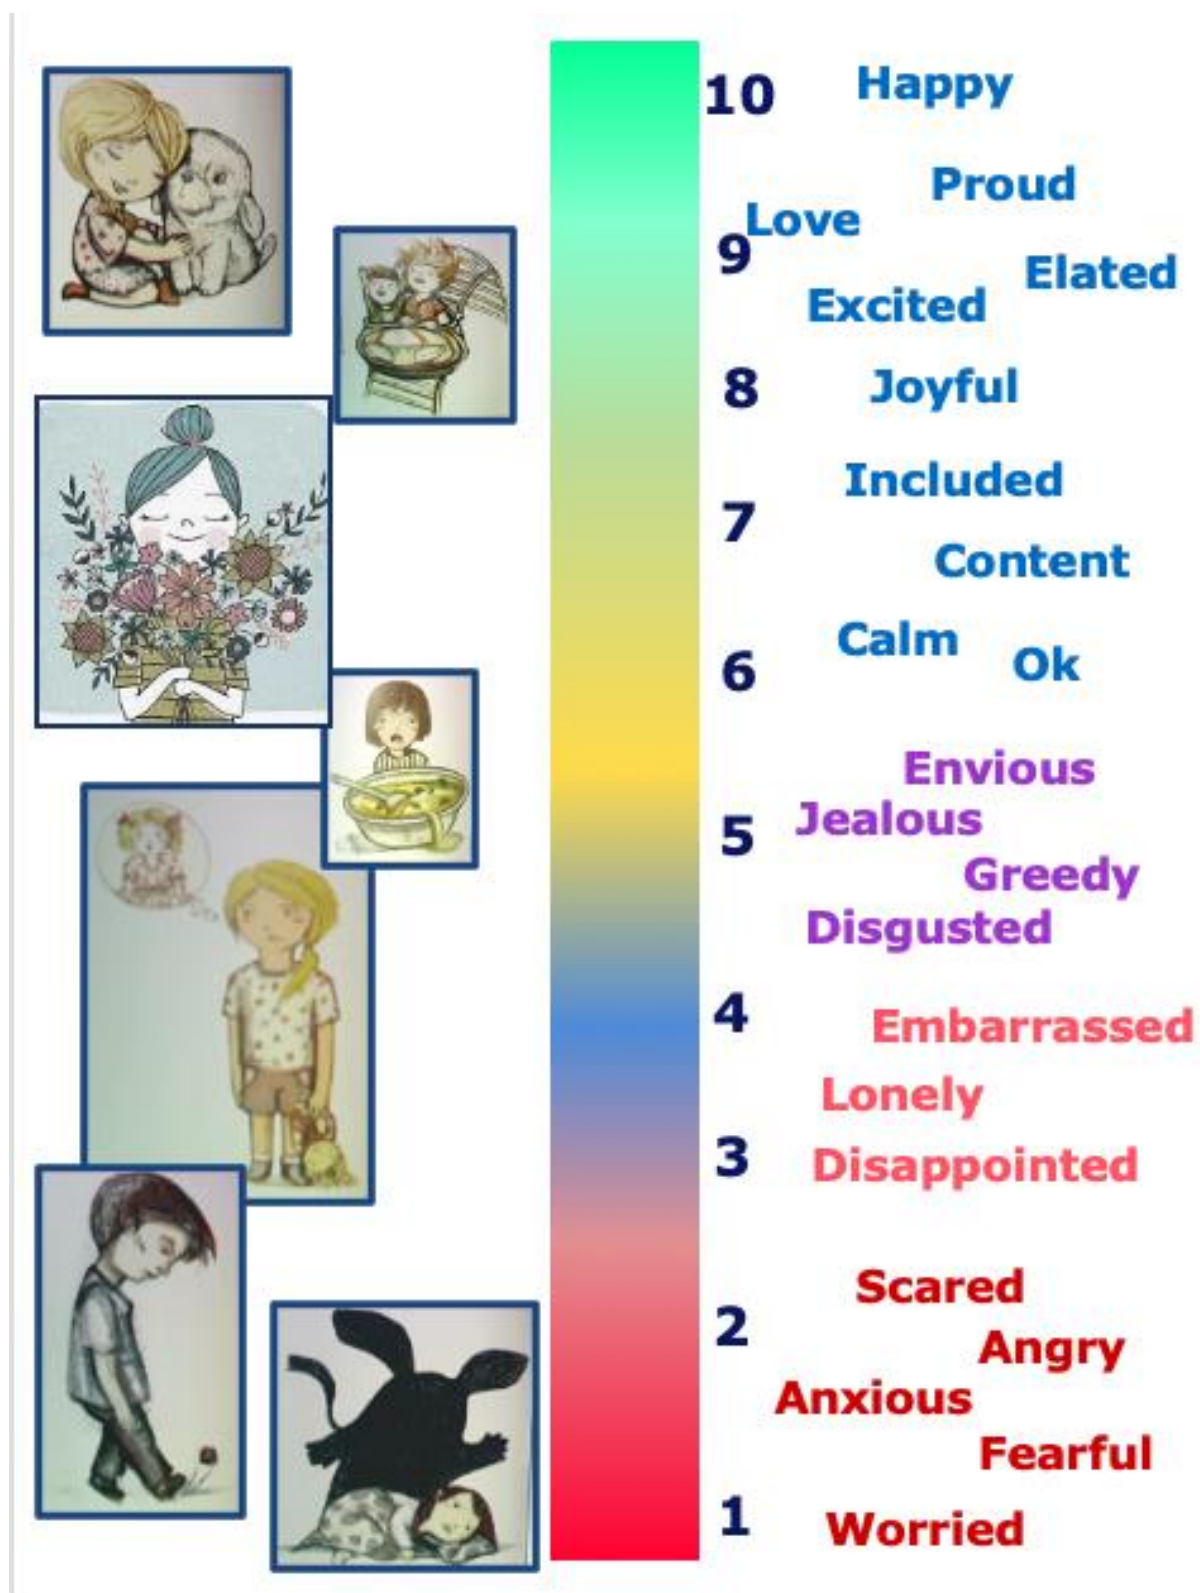 10 Happy
Proud
Love
9
Elated
Excited
8 Joyful
Included
7
Content
Calm
6 Ok
Envious
5 Jealous
Greedy
Disgusted
4 Embarrassed
Lonely
3 Disappointed
Scared
2
Angry
Anxious
Fearful
1 Worried